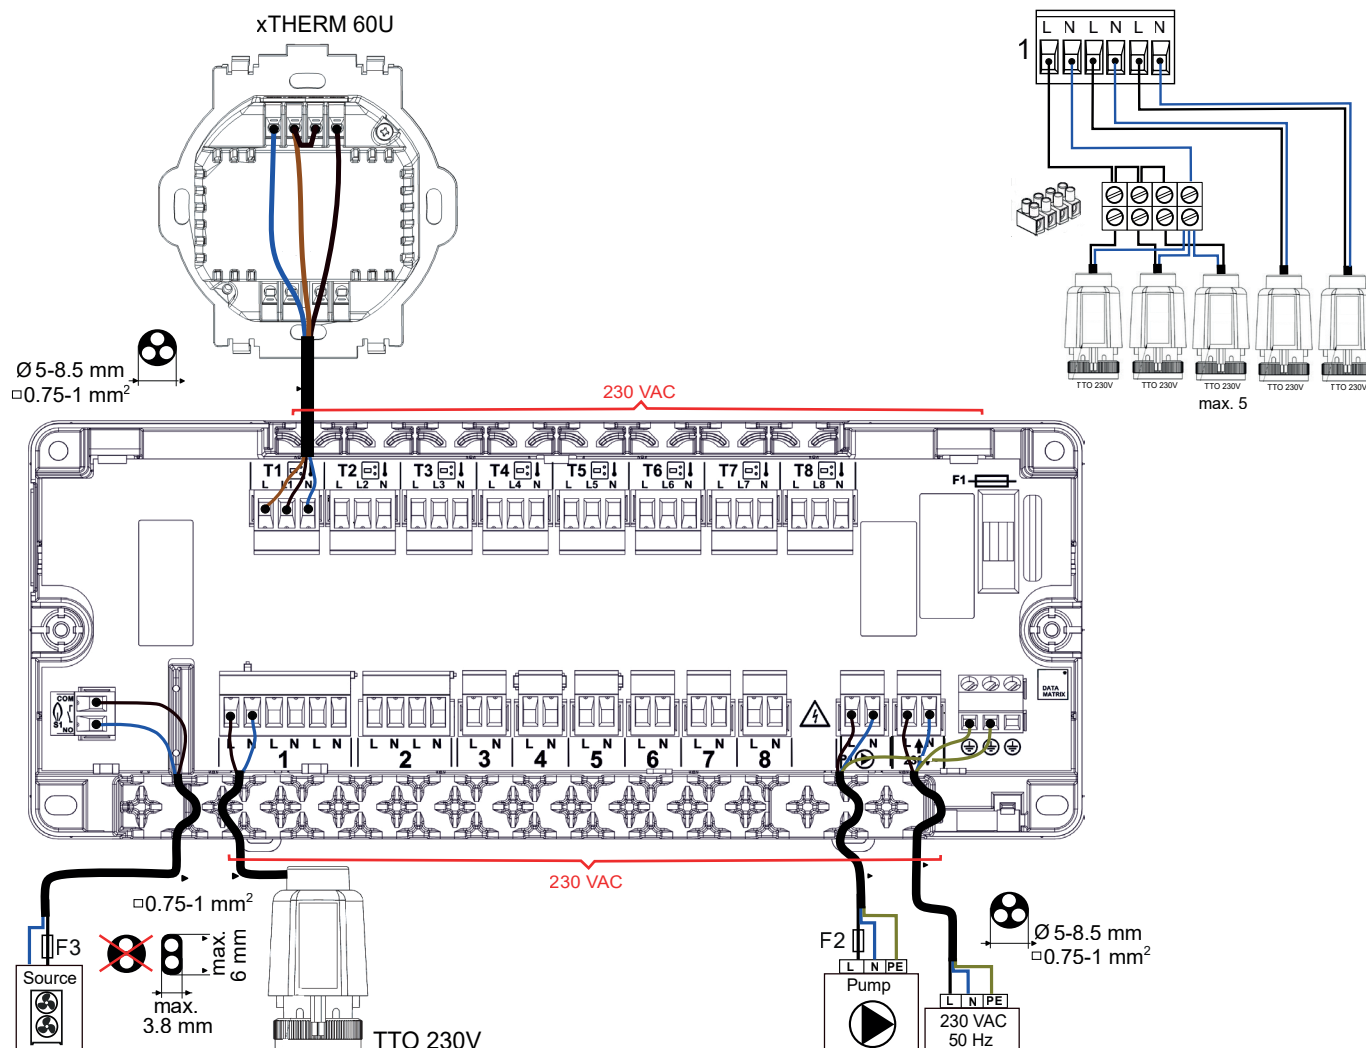 xTHERM 60U
L N L N L N
1
TTO 230V TTO 230V TTO 230V TTO 230V TTO 230V
max. 5
Ø 5-8.5 mm
□0.75-1 mm²
230 VAC
T1 T2 T3 T4 T5 T6 T7 T8
L L1 N L L2 N L L3 N L L4 N L L5 N L L6 N L L7 N L L8 N
F1
COM
S1
NO
DATA
MATRIX
L N L N L N L N L N L N L N L N L N L N L N L N L N
1 2 3 4 5 6 7 8
230 VAC
□0.75-1 mm²
F3
max.
6 mm
max.
3.8 mm
Source
TTO 230V
F2
L N PE
Pump
Ø 5-8.5 mm
□0.75-1 mm²
L N PE
230 VAC
50 Hz